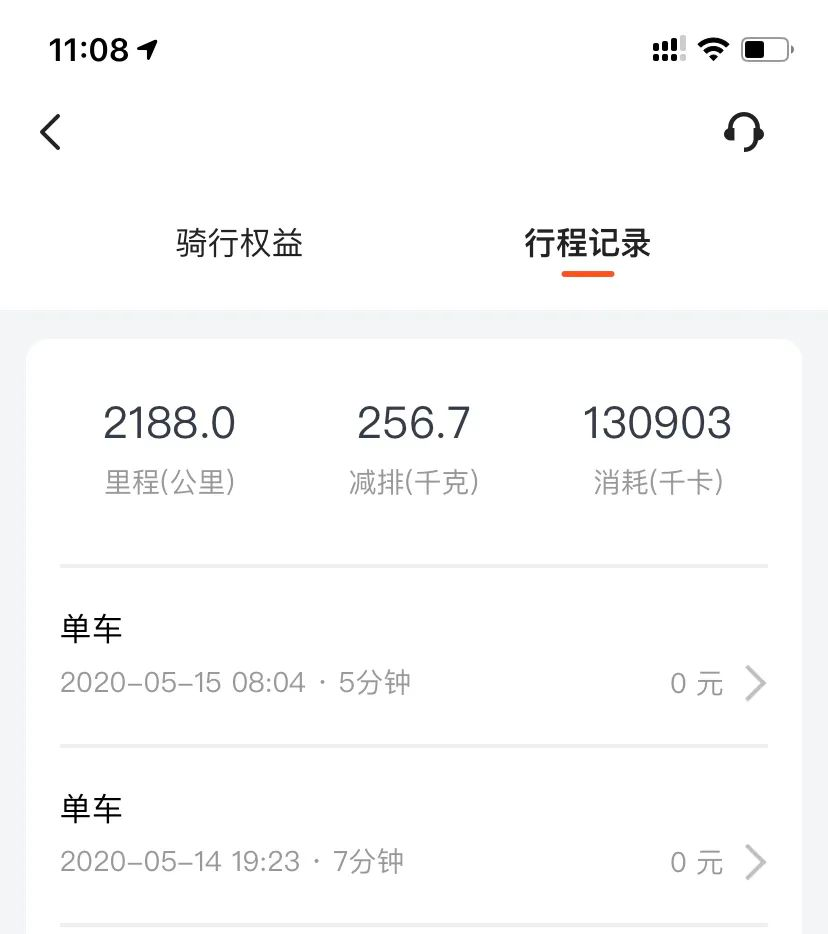 11:08
骑行权益 行程记录
2188.0 256.7 130903
里程(公里) 减排(千克) 消耗(千卡)
单车
2020-05-15 08:04 · 5分钟 0 元
单车
2020-05-14 19:23 · 7分钟 0 元